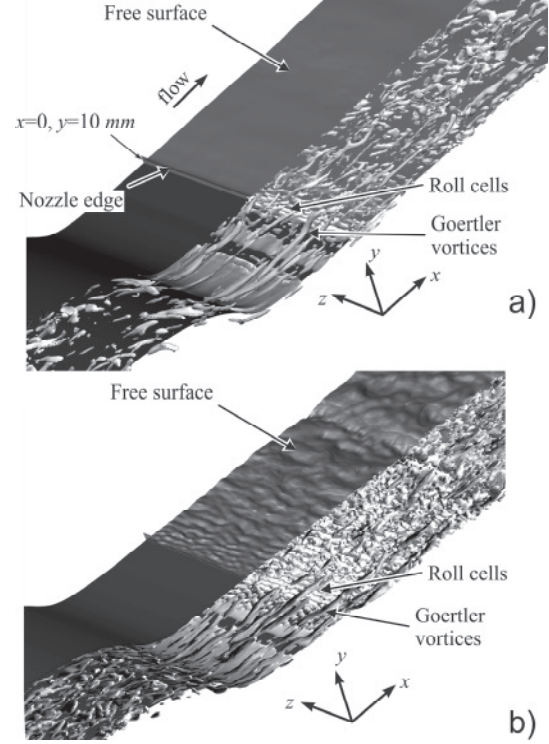 Free surface
flow
x=0, y=10 mm
Nozzle edge
Roll cells
Goertler
vortices
y
z
x
a)
Free surface
Roll cells
Goertler
vortices
y
z
x
b)